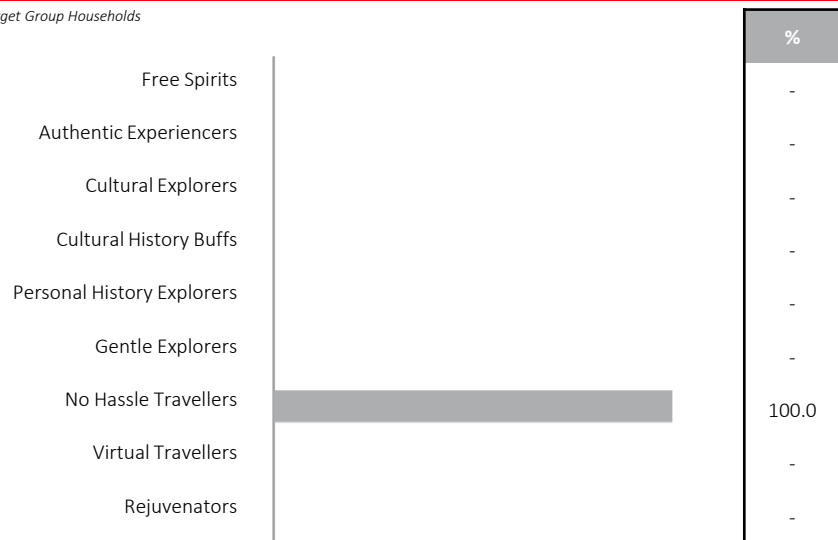 get Group Households
%
Free Spirits -
Authentic Experiencers -
Cultural Explorers -
Cultural History Buffs -
Personal History Explorers -
Gentle Explorers -
No Hassle Travellers 100.0
Virtual Travellers -
Rejuvenators -